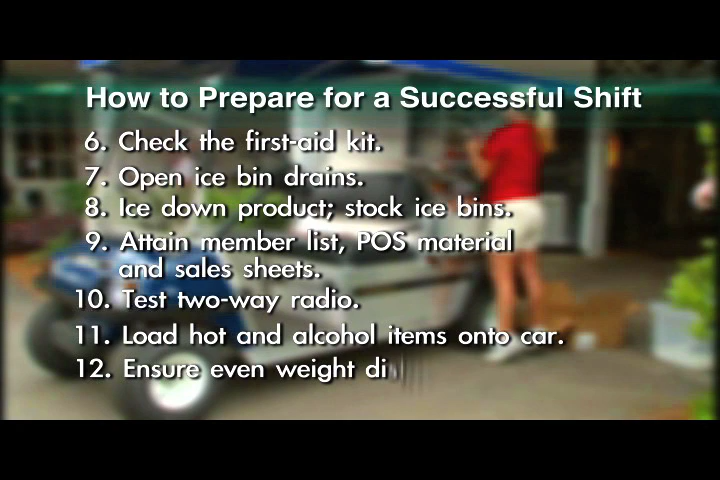 How to Prepare for a Successful Shift
6. Check the first-aid kit.
7. Open ice bin drains.
8. Ice down product; stock ice bins.
9. Attain member list, POS material
and sales sheets.
10. Test two-way radio.
11. Load hot and alcohol items onto car.
12. Ensure even weight di